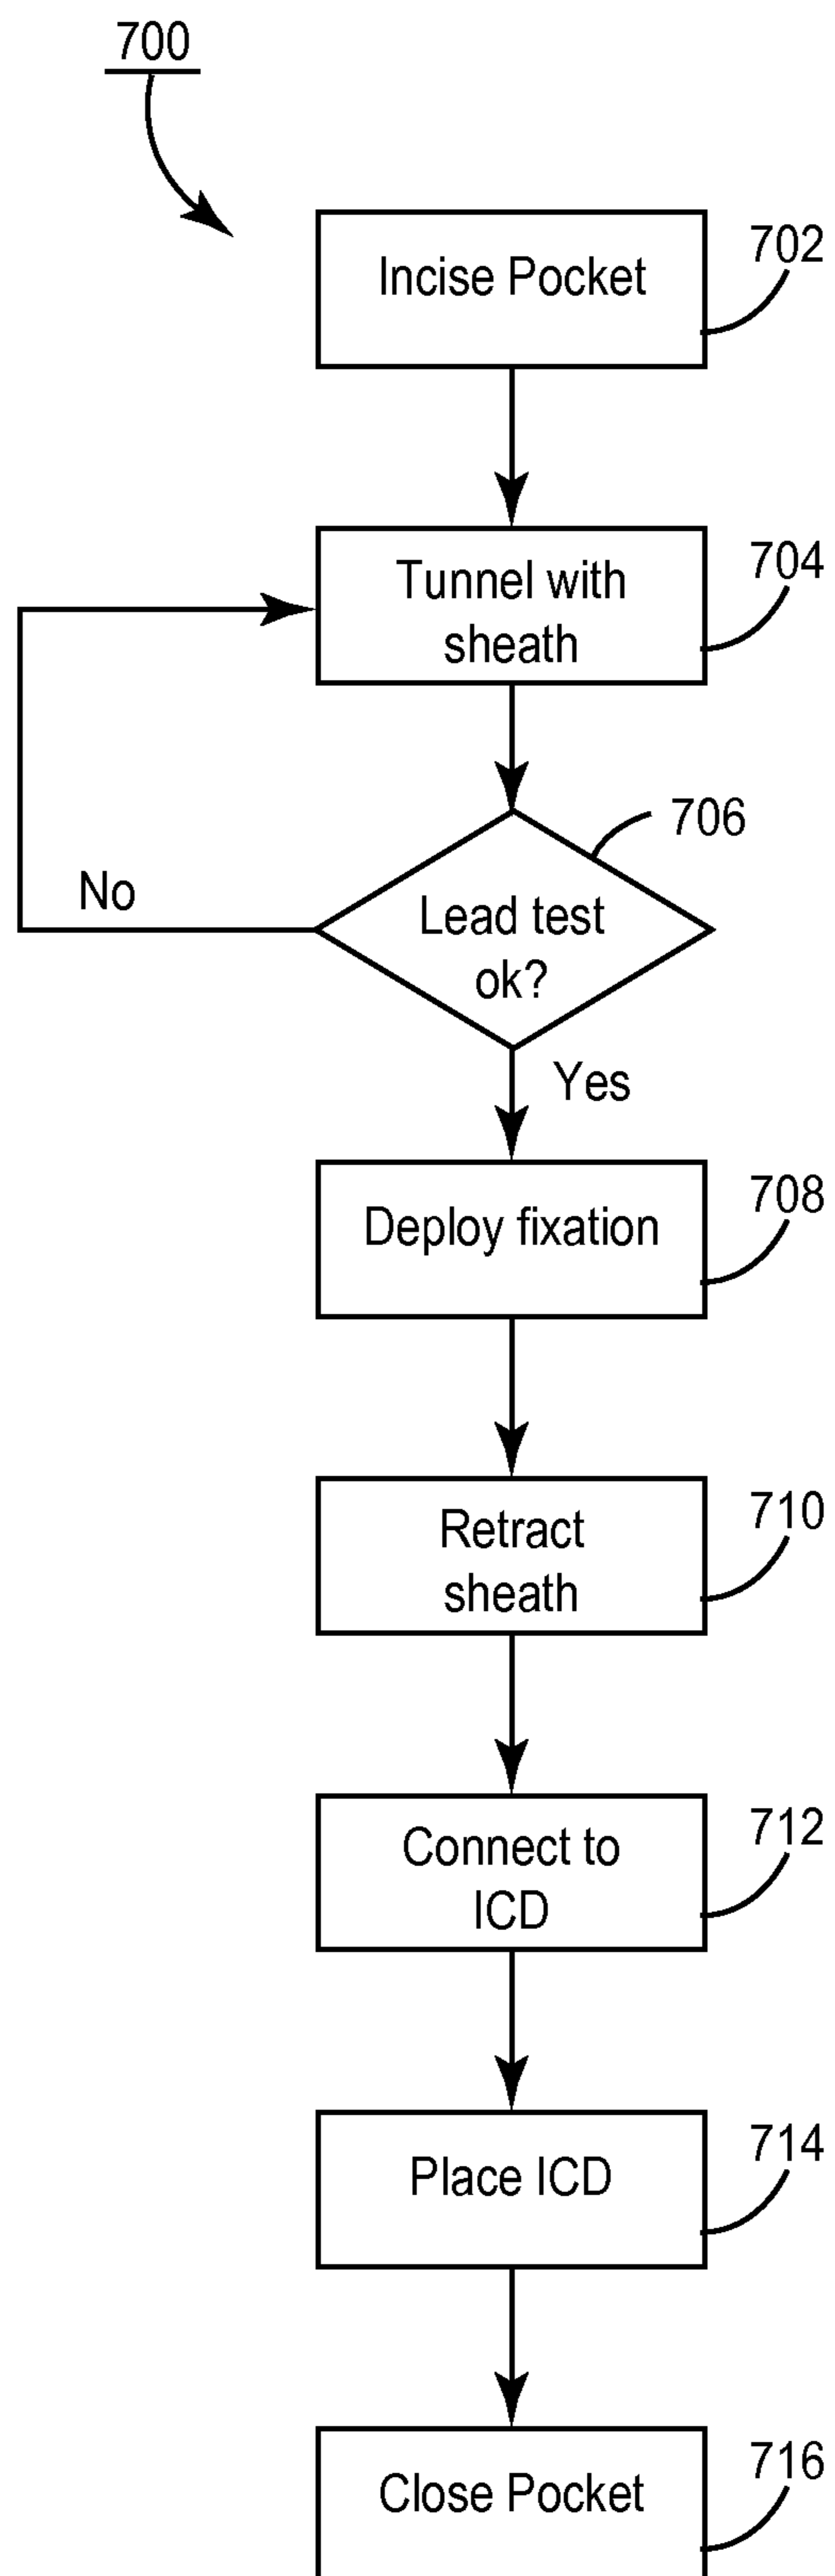 700
Incise Pocket
702
Tunnel with
sheath
704
706
Lead test
ok?
No
Yes
Deploy fixation
708
Retract
sheath
710
Connect to
ICD
712
Place ICD
714
Close Pocket
716